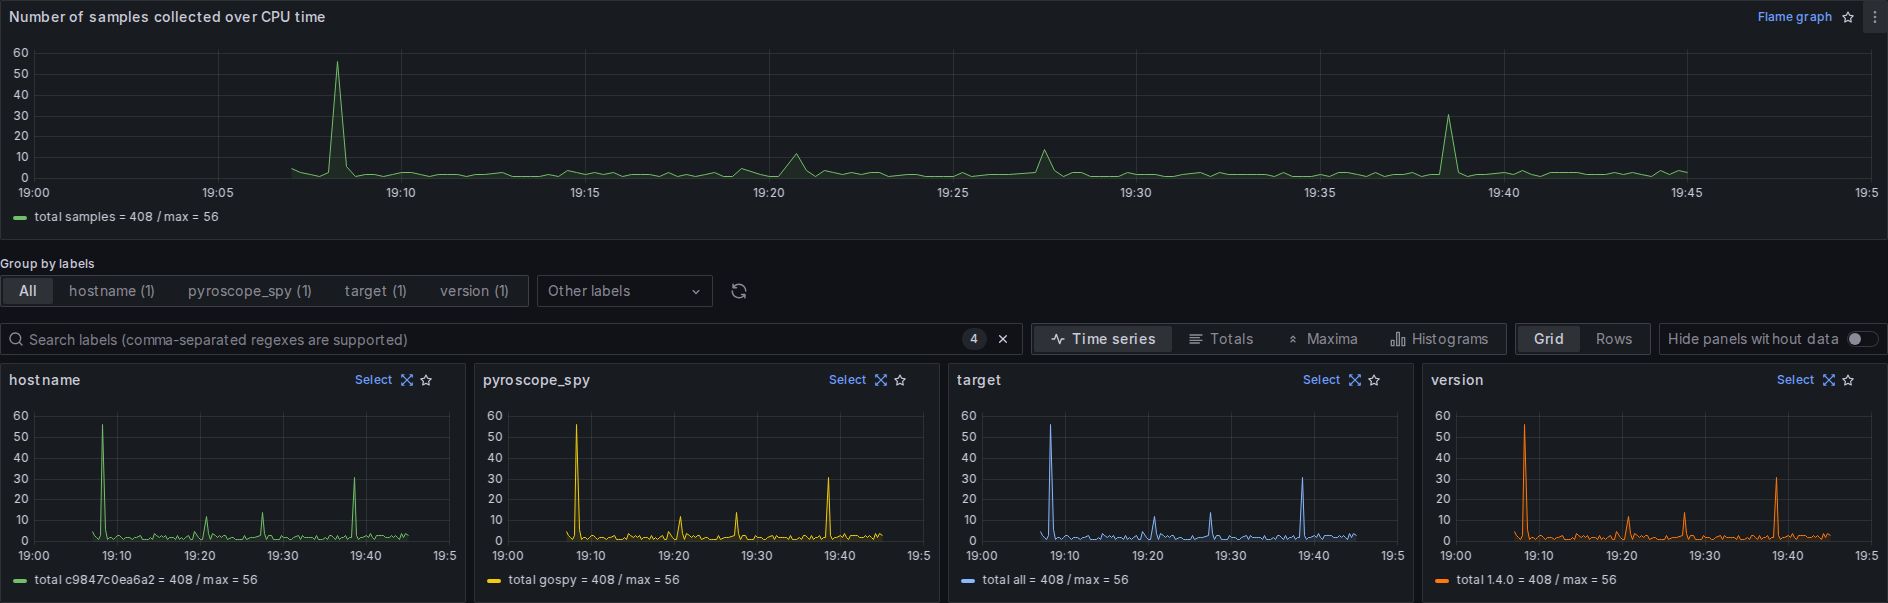 Number of samples collected over CPU time
Flame graph
60
50
40
30
20
10
0
19:00 19:05 19:10 19:15 19:20 19:25 19:30 19:35 19:40 19:45 19:5
total samples = 408 / max = 56
Group by labels
All hostname (1) pyroscope_spy (1) target (1) version (1) Other labels
Search labels (comma-separated regexes are supported) 4 Time series Totals Maxima Histograms Grid Rows Hide panels without data
hostname Select
60
50
40
30
20
10
0
19:00 19:10 19:20 19:30 19:40 19:5
total c9847c0ea6a2 = 408 / max = 56
pyroscope_spy Select
60
50
40
30
20
10
0
19:00 19:10 19:20 19:30 19:40 19:5
total gospy = 408 / max = 56
target Select
60
50
40
30
20
10
0
19:00 19:10 19:20 19:30 19:40 19:5
total all = 408 / max = 56
version Select
60
50
40
30
20
10
0
19:00 19:10 19:20 19:30 19:40 19:5
total 1.4.0 = 408 / max = 56